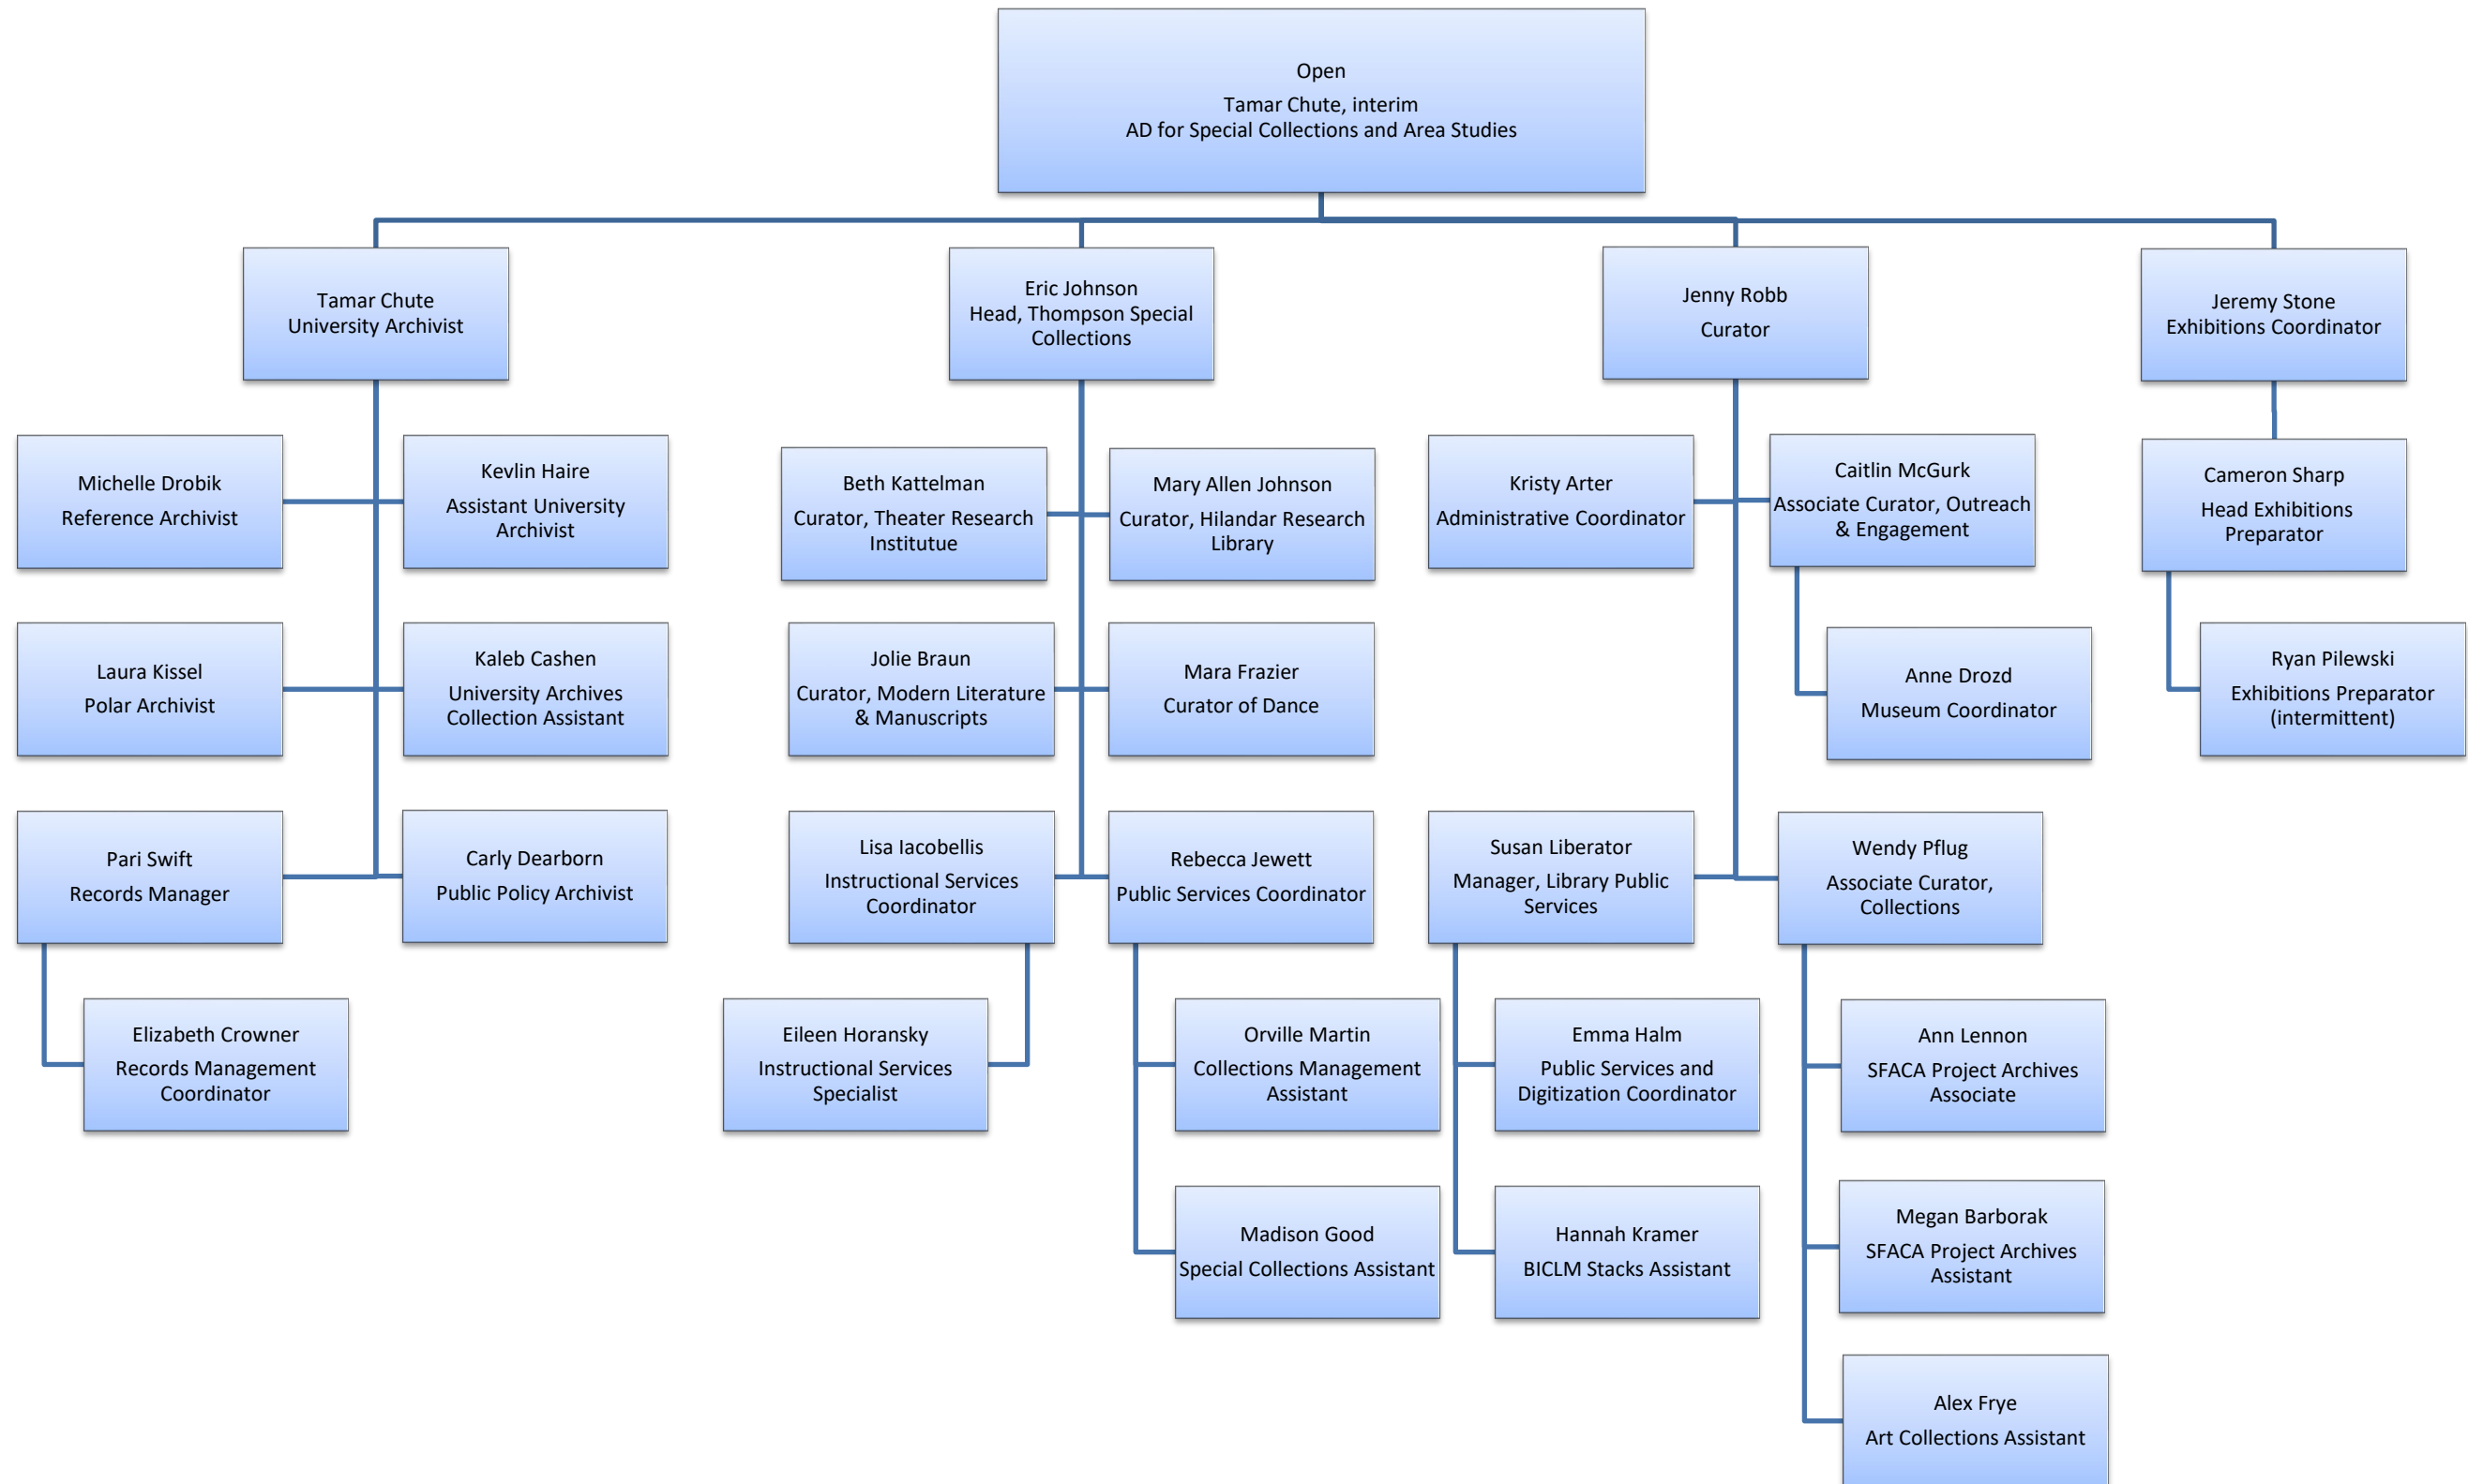 Open
Tamar Chute, interim
AD for Special Collections and Area Studies
Tamar Chute
University Archivist
Eric Johnson
Head, Thompson Special
Collections
Jenny Robb
Curator
Jeremy Stone
Exhibitions Coordinator
Michelle Drobik
Reference Archivist
Kevlin Haire
Assistant University
Archivist
Beth Kattelman
Curator, Theater Research
Institutue
Mary Allen Johnson
Curator, Hilandar Research
Library
Kristy Arter
Administrative Coordinator
Caitlin McGurk
Associate Curator, Outreach
& Engagement
Cameron Sharp
Head Exhibitions
Preparator
Laura Kissel
Polar Archivist
Kaleb Cashen
University Archives
Collection Assistant
Jolie Braun
Curator, Modern Literature
& Manuscripts
Mara Frazier
Curator of Dance
Anne Drozd
Museum Coordinator
Ryan Pilewski
Exhibitions Preparator
(intermittent)
Pari Swift
Records Manager
Carly Dearborn
Public Policy Archivist
Lisa Iacobellis
Instructional Services
Coordinator
Rebecca Jewett
Public Services Coordinator
Susan Liberator
Manager, Library Public
Services
Wendy Pflug
Associate Curator,
Collections
Elizabeth Crowner
Records Management
Coordinator
Eileen Horansky
Instructional Services
Specialist
Orville Martin
Collections Management
Assistant
Emma Halm
Public Services and
Digitization Coordinator
Ann Lennon
SFACA Project Archives
Associate
Madison Good
Special Collections Assistant
Hannah Kramer
BICLM Stacks Assistant
Megan Barborak
SFACA Project Archives
Assistant
Alex Frye
Art Collections Assistant